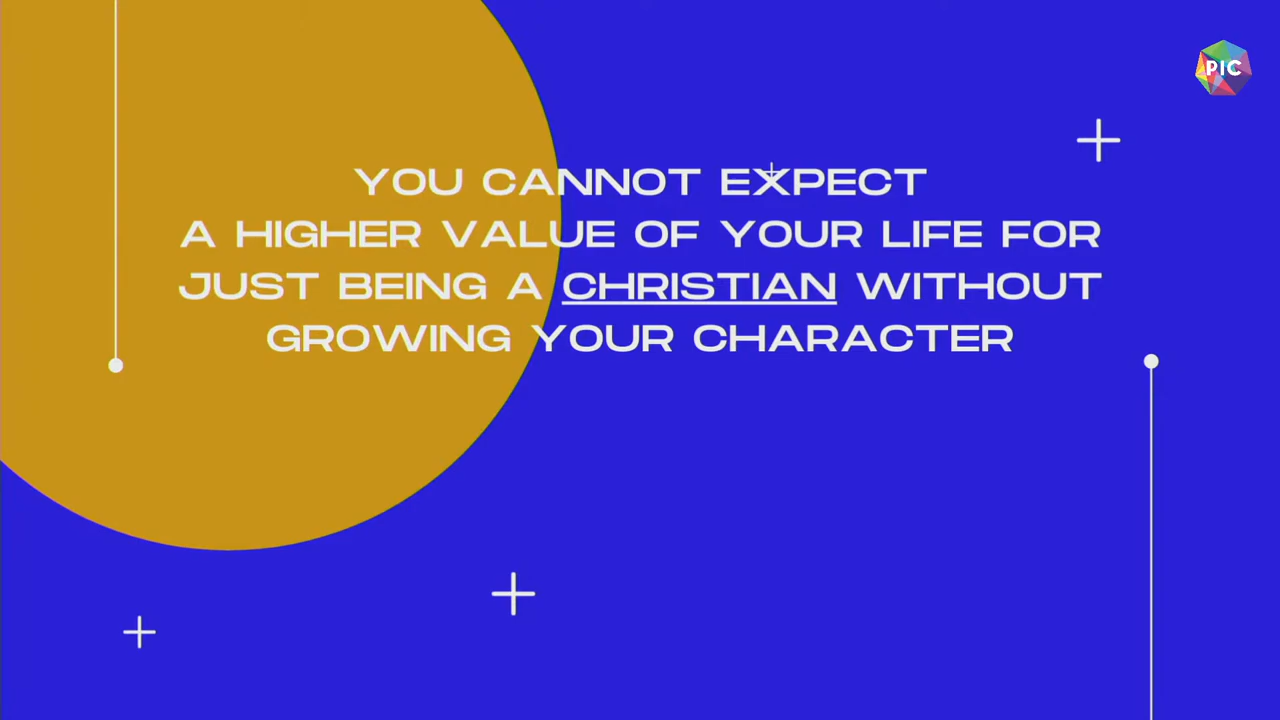 PIC
YOU CANNOT EXPECT
A HIGHER VALUE OF YOUR LIFE FOR
JUST BEING A CHRISTIAN WITHOUT
GROWING YOUR CHARACTER